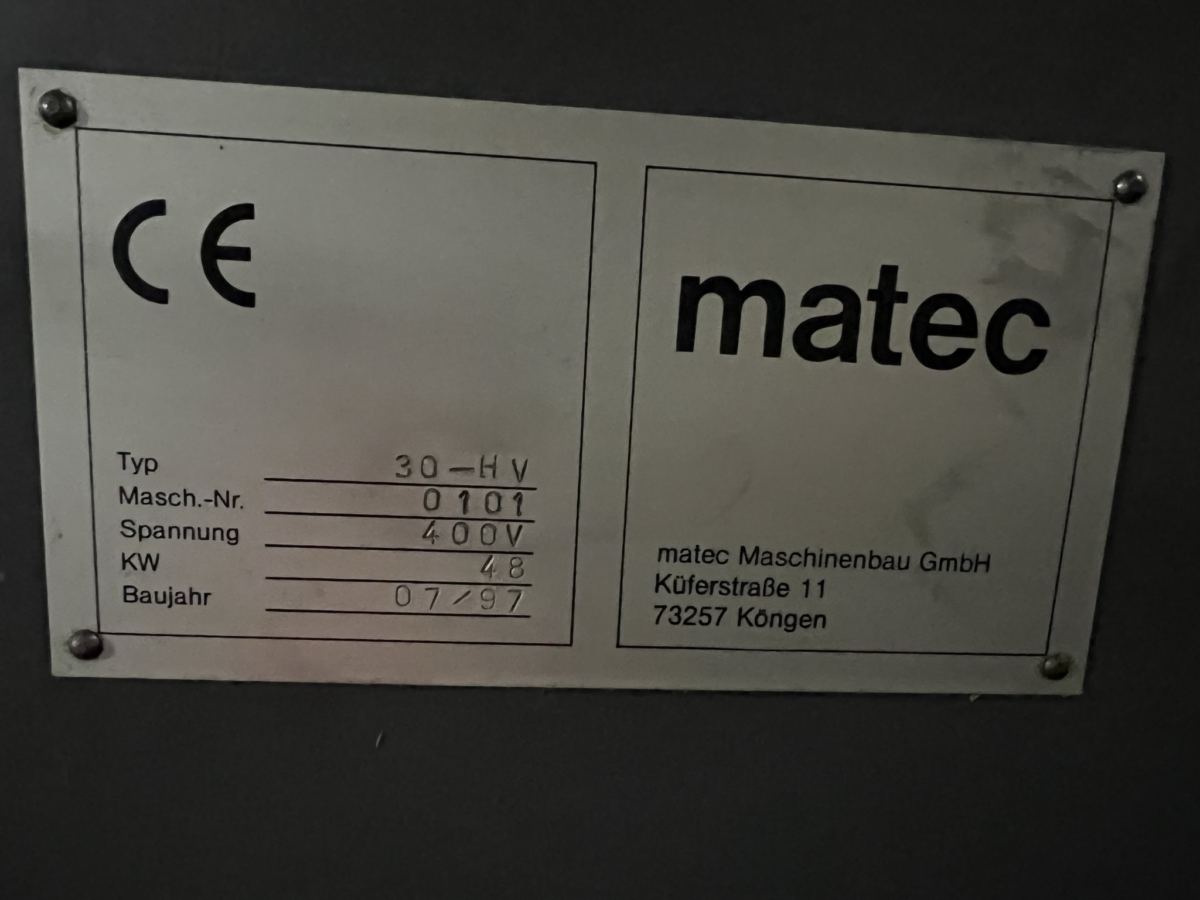 CE
Typ 30-HV
Masch.-Nr. 0101
Spannung 400V
KW 48
Baujahr 07/97
matec
matec Maschinenbau GmbH
Küferstraße 11
73257 Köngen